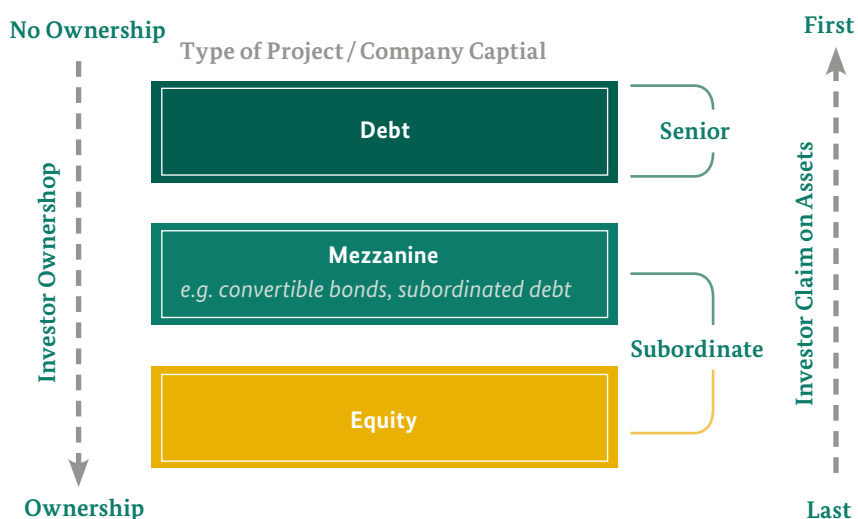 No Ownership
First
Type of Project / Company Captial
Debt
Senior
Investor Ownershop
Investor Claim on Assets
Mezzanine
e.g. convertible bonds, subordinated debt
Subordinate
Equity
Ownership
Last